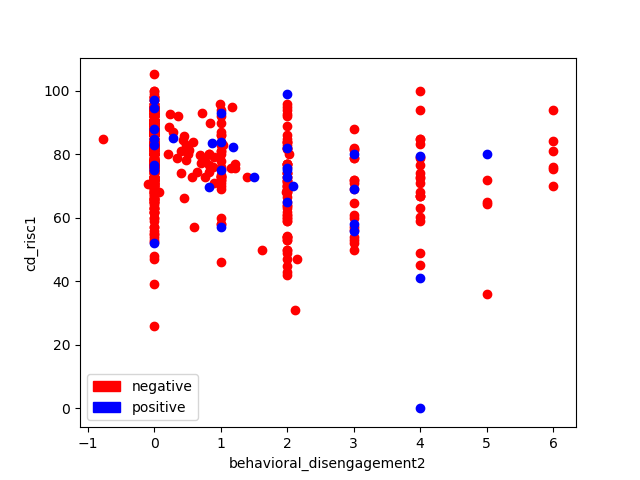 100
80
60
40
20
0
cd_risc1
negative
positive
−1 0 1 2 3 4 5 6
behavioral_disengagement2